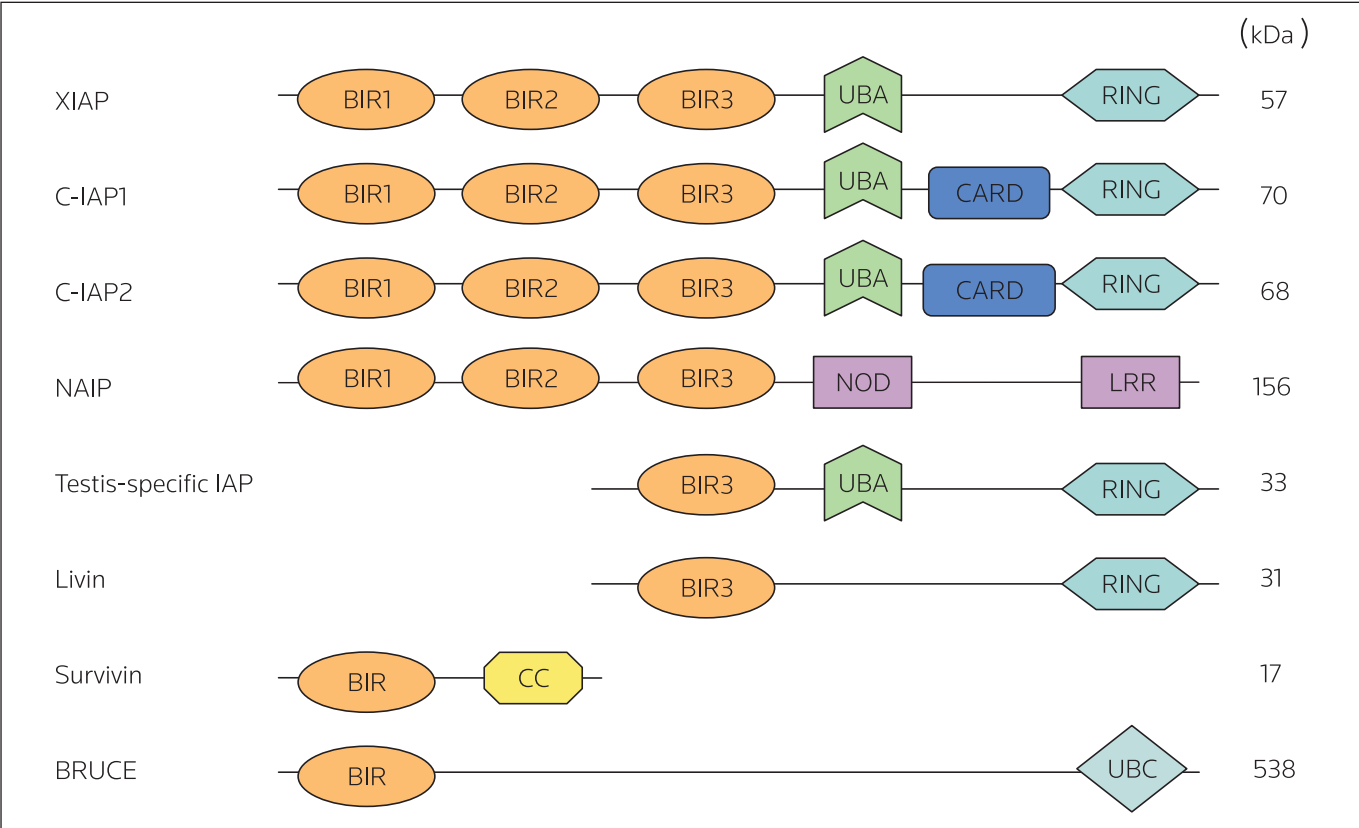 (kDa)
XIAP BIR1 BIR2 BIR3 UBA RING 57
C-IAP1 BIR1 BIR2 BIR3 UBA CARD RING 70
C-IAP2 BIR1 BIR2 BIR3 UBA CARD RING 68
NAIP BIR1 BIR2 BIR3 NOD LRR 156
Testis-specific IAP BIR3 UBA RING 33
Livin BIR3 RING 31
Survivin BIR CC 17
BRUCE BIR UBC 538